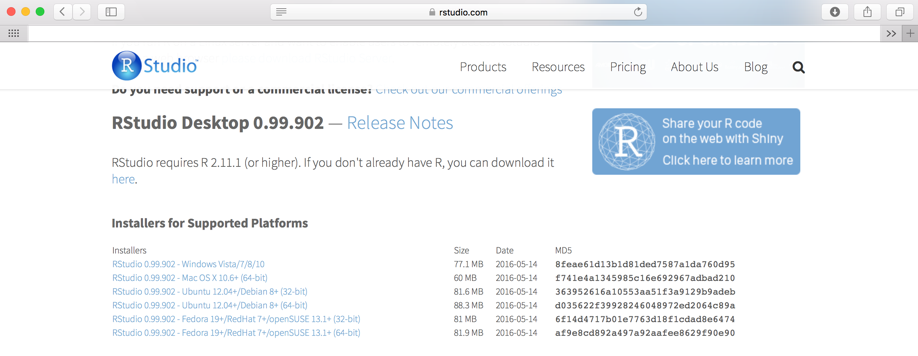 rstudio.com
R Studio
Products Resources Pricing About Us Blog
Do you need support or a commercial license? Check out our commercial offerings
RStudio Desktop 0.99.902 — Release Notes
RStudio requires R 2.11.1 (or higher). If you don't already have R, you can download it
here.
R
Share your R code
on the web with Shiny
Click here to learn more
Installers for Supported Platforms
Installers Size Date MD5
RStudio 0.99.902 - Windows Vista/7/8/10 77.1 MB 2016-05-14 8feae61d13b1d81ded7587a1da760d95
RStudio 0.99.902 - Mac OS X 10.6+ (64-bit) 60 MB 2016-05-14 f741e4a1345985c16e692967adbad210
RStudio 0.99.902 - Ubuntu 12.04+/Debian 8+ (32-bit) 81.6 MB 2016-05-14 363952616a10553aa51f3a9129b9adeb
RStudio 0.99.902 - Ubuntu 12.04+/Debian 8+ (64-bit) 88.3 MB 2016-05-14 d035622f39928246048972ed2064c89a
RStudio 0.99.902 - Fedora 19+/RedHat 7+/openSUSE 13.1+ (32-bit) 81 MB 2016-05-14 6f14d4717b01e7763d18f1cdad8e6474
RStudio 0.99.902 - Fedora 19+/RedHat 7+/openSUSE 13.1+ (64-bit) 81.9 MB 2016-05-14 af9e8cd892a497a92aafee8629f90e90